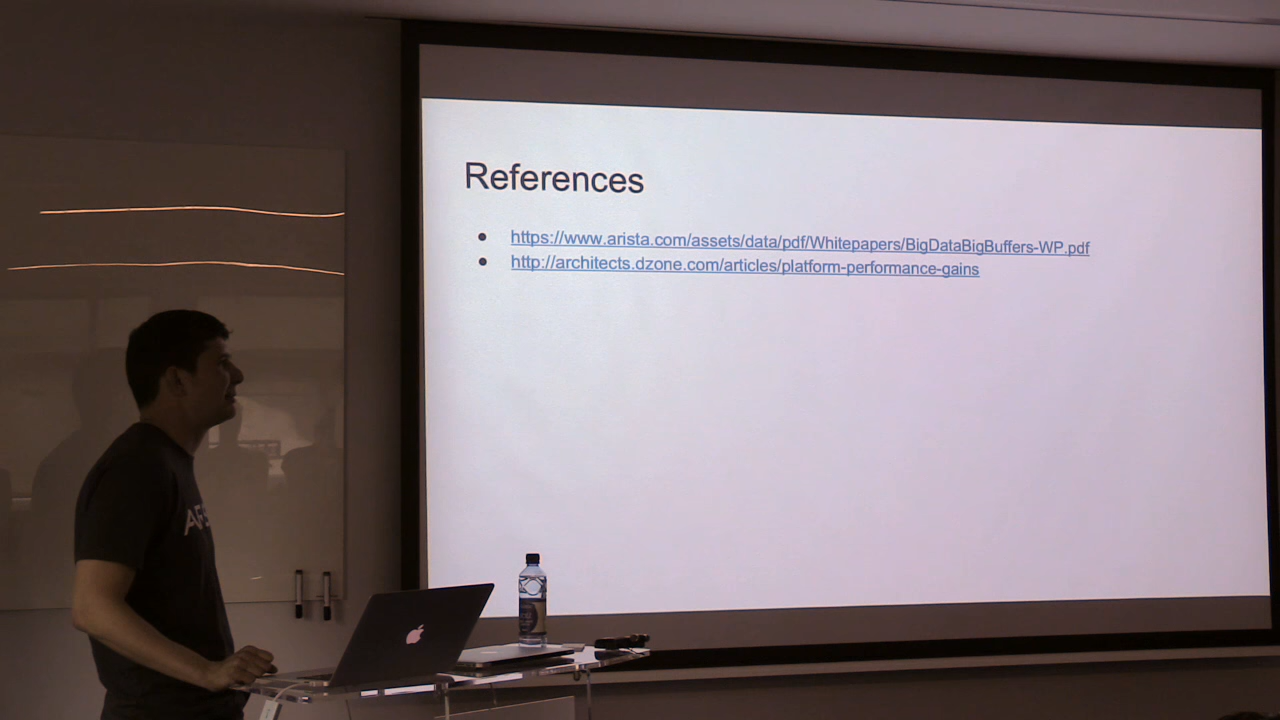 References
https://www.arista.com/assets/data/pdf/Whitepapers/BigDataBigBuffers-WP.pdf
http://architects.dzone.com/articles/platform-performance-gains